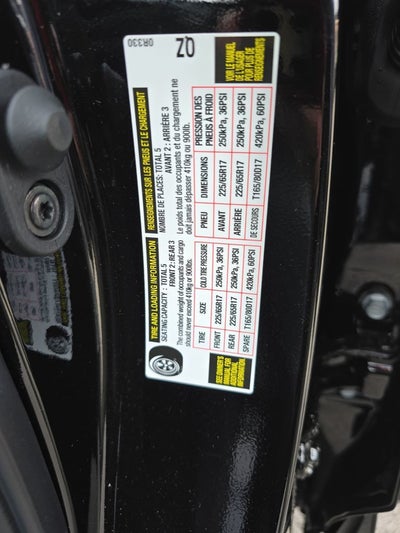 TIRE AND LOADING INFORMATION
SEATING CAPACITY : TOTAL 5
FRONT 2 : REAR 3
The combined weight of occupants and cargo
should never exceed 410kg or 900lb.
TIRE SIZE COLD TIRE PRESSURE
FRONT 225/65R17 250kPa, 36PSI
REAR 225/65R17 250kPa, 36PSI
SPARE T165/80D17 420kPa, 60PSI
SEE OWNER'S
MANUAL FOR
ADDITIONAL
INFORMATION
RENSEIGNEMENTS SUR LES PNEUS ET LE CHARGEMENT
NOMBRE DE PLACES: TOTAL 5
AVANT 2 : ARRIÈRE 3
Le poids total des occupants et du chargement ne
doit jamais dépasser 410kg ou 900lb.
PNEU DIMENSIONS PRESSION DES
PNEUS À FROID
AVANT 225/65R17 250kPa, 36PSI
ARRIÈRE 225/65R17 250kPa, 36PSI
DE SECOURS T165/80D17 420kPa, 60PSI
VOIR LE MANUEL
POUR PLUS DE
RENSEIGNEMENTS
QZ
0R330